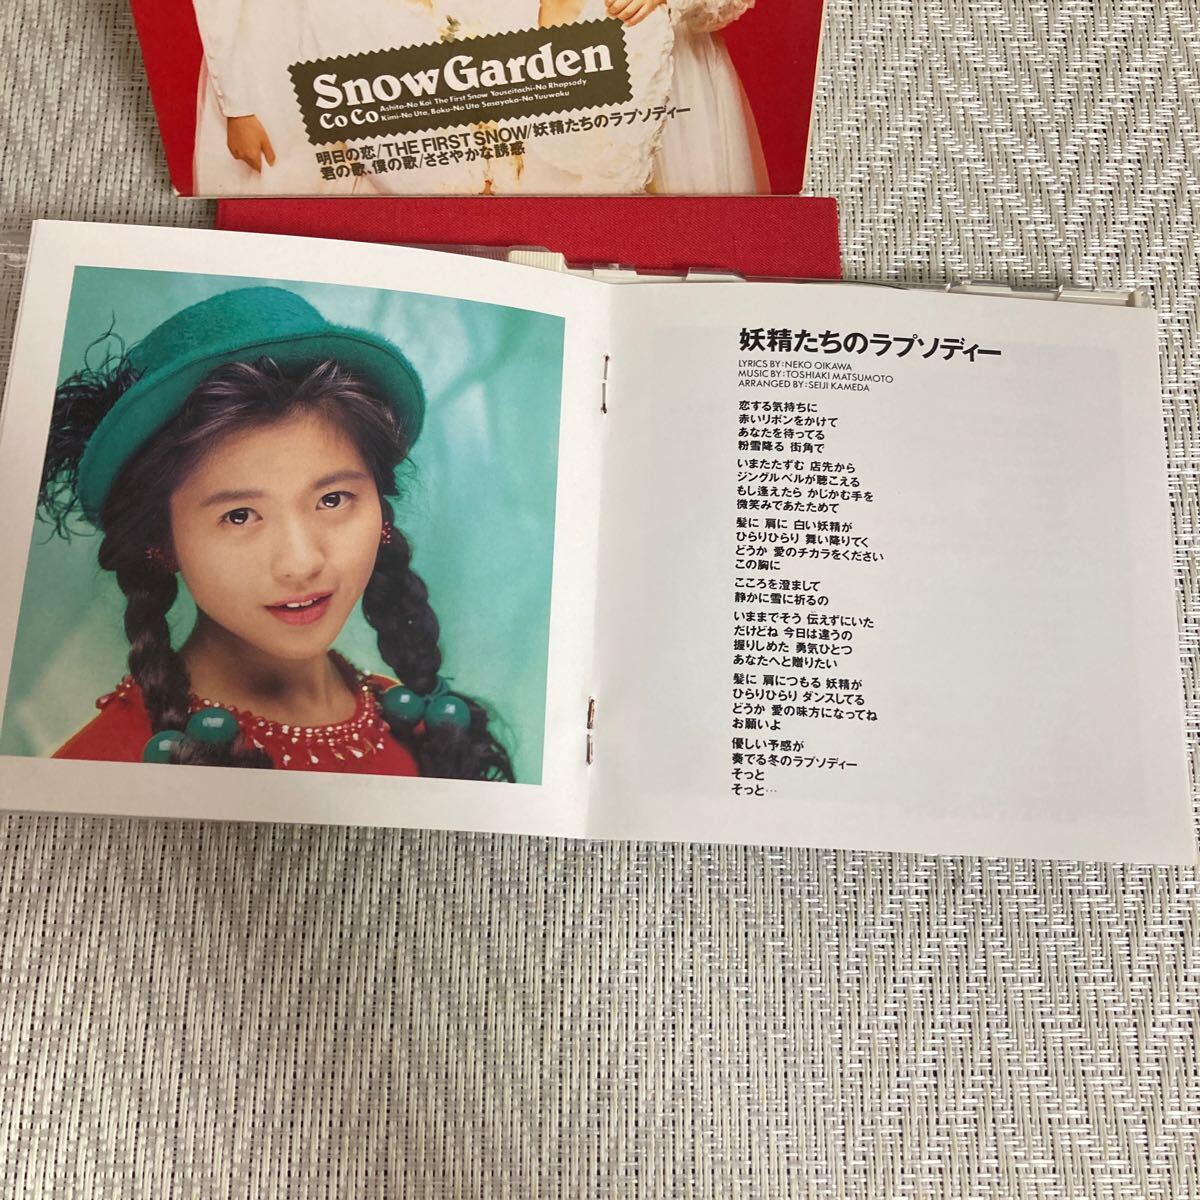 Snow Garden
CoCo
Ashita-No Koi The First Snow Youseitachi-No Rhapsody
Kimi-No Uta, Boku-No Uta Sasayaka-No Yuuwaku
明日の恋/THE FIRST SNOW/妖精たちのラプソディー
君の歌、僕の歌/ささやかな誘惑
妖精たちのラプソディー
LYRICS BY:NEKO OIKAWA
MUSIC BY:TOSHIAKI MATSUMOTO
ARRANGED BY:SEIJI KAMEDA
恋する気持ちに
赤いリボンをかけて
あなたを待ってる
粉雪降る 街角で
いまたたずむ 店先から
ジングルベルが聴こえる
もし逢えたら かじかむ手を
微笑みであたためて
髪に 肩に 白い妖精が
ひらりひらり 舞い降りてく
どうか 愛のチカラをください
この胸に
こころを澄まして
静かに雪に祈るの
いままでそう 伝えずにいた
だけどね 今日は違うの
握りしめた 勇気ひとつ
あなたへと贈りたい
髪に 肩につもる 妖精が
ひらりひらり ダンスしてる
どうか 愛の味方になってね
お願いよ
優しい予感が
奏でる冬のラプソディー
そっと
そっと…